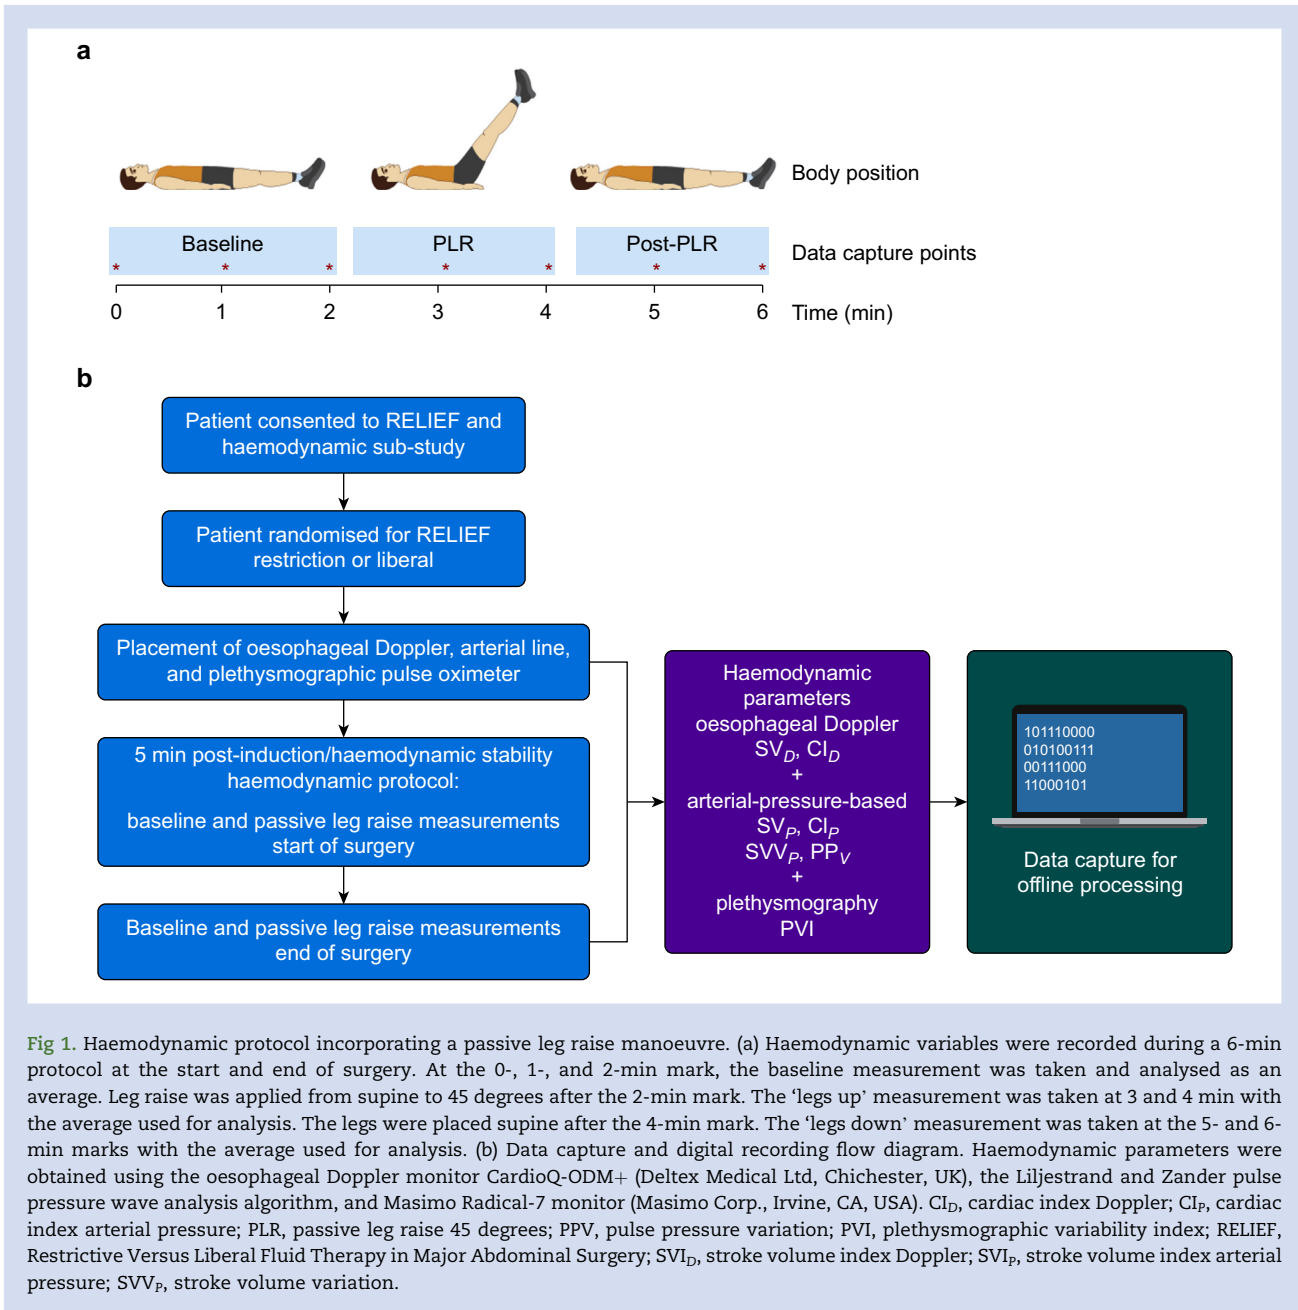 a
Body position
Baseline PLR Post-PLR
Data capture points
* * * * * * *
0 1 2 3 4 5 6 Time (min)
b
Patient consented to RELIEF and
haemodynamic sub-study
Patient randomised for RELIEF
restriction or liberal
Placement of oesophageal Doppler, arterial line,
and plethysmographic pulse oximeter
5 min post-induction/haemodynamic stability
haemodynamic protocol:
baseline and passive leg raise measurements
start of surgery
Baseline and passive leg raise measurements
end of surgery
Haemodynamic
parameters
oesophageal Doppler
SV_D, CI_D
+
arterial-pressure-based
SV_P, CI_P
SVV_P, PP_V
+
plethysmography
PVI
101110000
010100111
00111000
11000101
Data capture for
offline processing
Fig 1. Haemodynamic protocol incorporating a passive leg raise manoeuvre. (a) Haemodynamic variables were recorded during a 6-min
protocol at the start and end of surgery. At the 0-, 1-, and 2-min mark, the baseline measurement was taken and analysed as an
average. Leg raise was applied from supine to 45 degrees after the 2-min mark. The ‘legs up’ measurement was taken at 3 and 4 min with
the average used for analysis. The legs were placed supine after the 4-min mark. The ‘legs down’ measurement was taken at the 5- and 6-
min marks with the average used for analysis. (b) Data capture and digital recording flow diagram. Haemodynamic parameters were
obtained using the oesophageal Doppler monitor CardioQ-ODM+ (Deltex Medical Ltd, Chichester, UK), the Liljestrand and Zander pulse
pressure wave analysis algorithm, and Masimo Radical-7 monitor (Masimo Corp., Irvine, CA, USA). CI_D, cardiac index Doppler; CI_P, cardiac
index arterial pressure; PLR, passive leg raise 45 degrees; PPV, pulse pressure variation; PVI, plethysmographic variability index; RELIEF,
Restrictive Versus Liberal Fluid Therapy in Major Abdominal Surgery; SVI_D, stroke volume index Doppler; SVI_P, stroke volume index arterial
pressure; SVV_P, stroke volume variation.